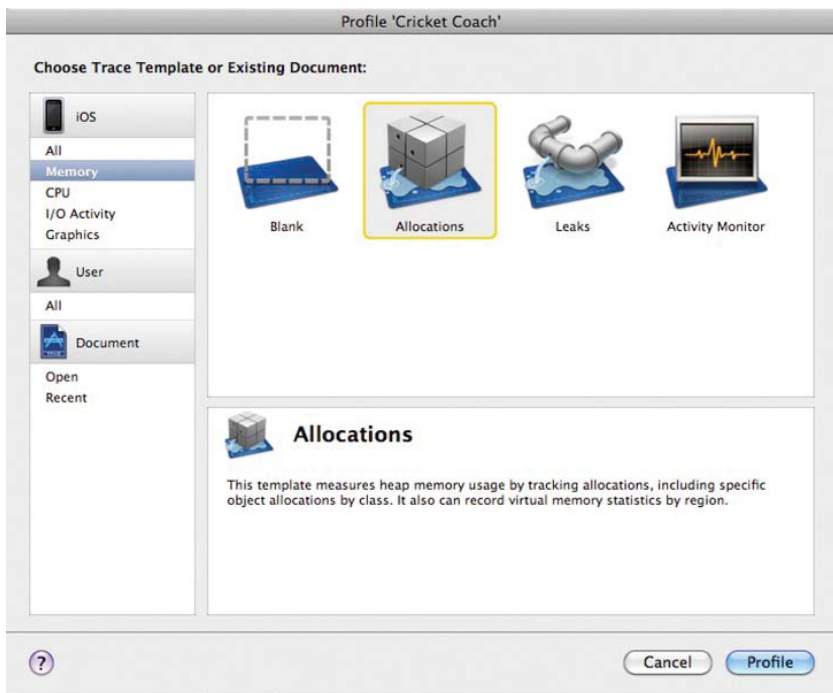 Profile 'Cricket Coach'
Choose Trace Template or Existing Document:
iOS
All
Memory
CPU
I/O Activity
Graphics
User
All
Document
Open
Recent
Blank
Allocations
Leaks
Activity Monitor
Allocations
This template measures heap memory usage by tracking allocations, including specific
object allocations by class. It also can record virtual memory statistics by region.
?
Cancel
Profile